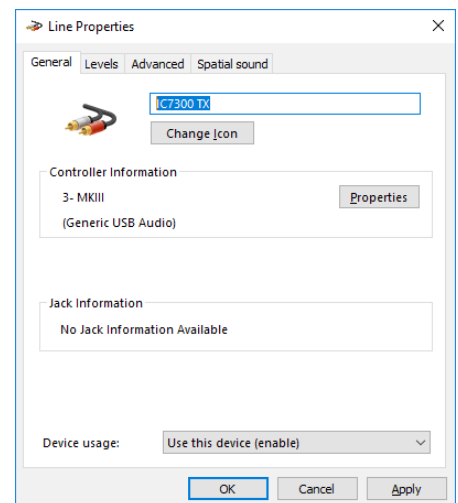 Line Properties
General Levels Advanced Spatial sound
IC7300 TX
Change Icon
Controller Information
3- MKIII
Properties
(Generic USB Audio)
Jack Information
No Jack Information Available
Device usage: Use this device (enable)
OK Cancel Apply